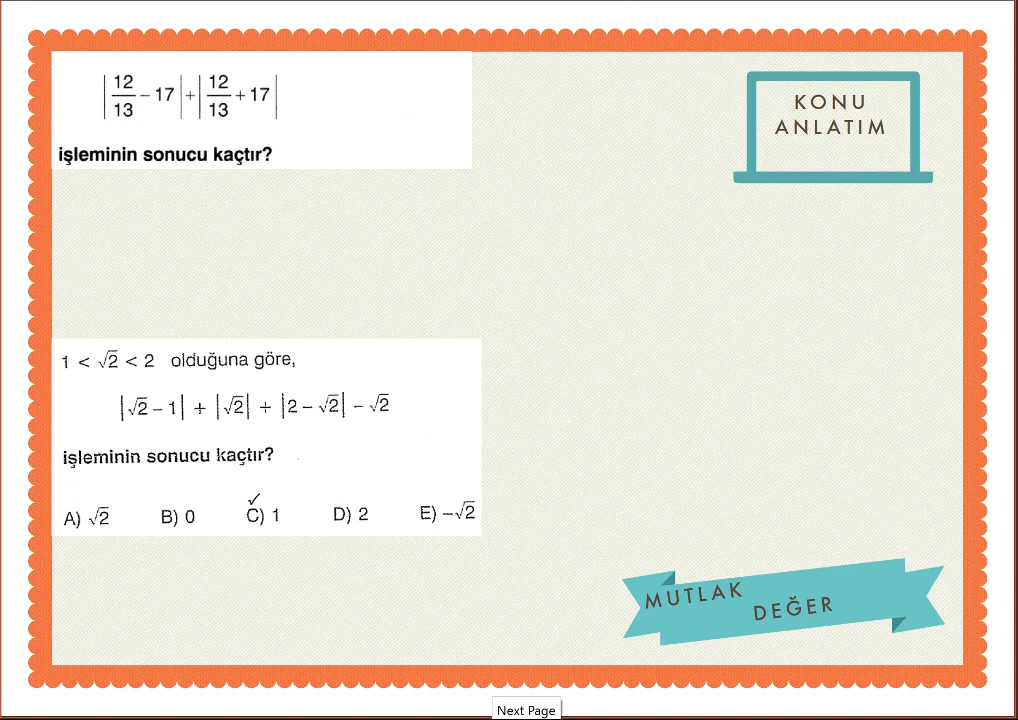 |12/13 − 17| + |12/13 + 17|
işleminin sonucu kaçtır?
KONU
ANLATIM
1 < √2 < 2 olduğuna göre,
|√2 − 1| + |√2| + |2 − √2| − √2
işleminin sonucu kaçtır?
A) √2 B) 0 C) 1 D) 2 E) −√2
MUTLAK
DEĞER
Next Page